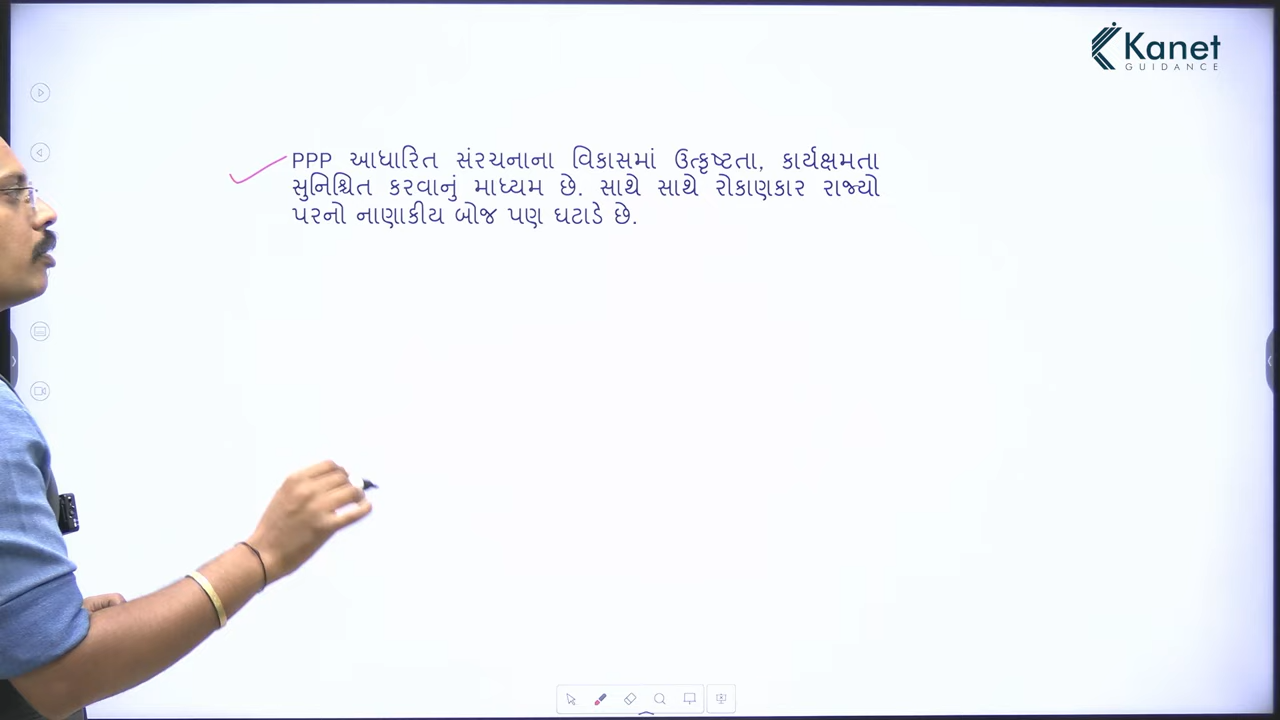 Kanet
GUIDANCE
PPP આધારિત સંરચનાના વિકાસમાં ઉત્કૃષ્ટતા, કાર્યક્ષમતા
સુનિશ્ચિત કરવાનું માધ્યમ છે. સાથે સાથે રોકાણકાર રાજ્યો
પરનો નાણાકીય બોજ પણ ઘટાડે છે.